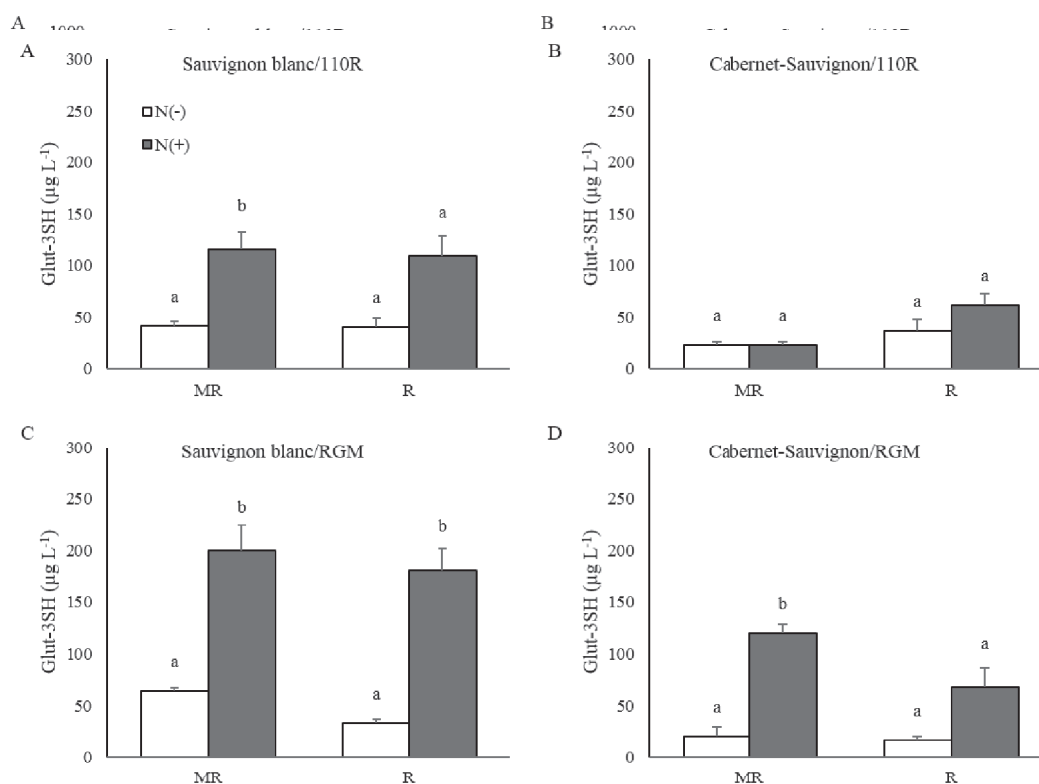 A
B
A
B
Sauvignon blanc/110R
Cabernet-Sauvignon/110R
N(-)
N(+)
Glut-3SH (µg L-1)
300
250
200
150
100
50
0
a
b
a
a
MR
R
Glut-3SH (µg L-1)
300
250
200
150
100
50
0
a
a
a
a
MR
R
C
D
Sauvignon blanc/RGM
Cabernet-Sauvignon/RGM
Glut-3SH (µg L-1)
300
250
200
150
100
50
0
a
b
a
b
MR
R
Glut-3SH (µg L-1)
300
250
200
150
100
50
0
a
b
a
a
MR
R